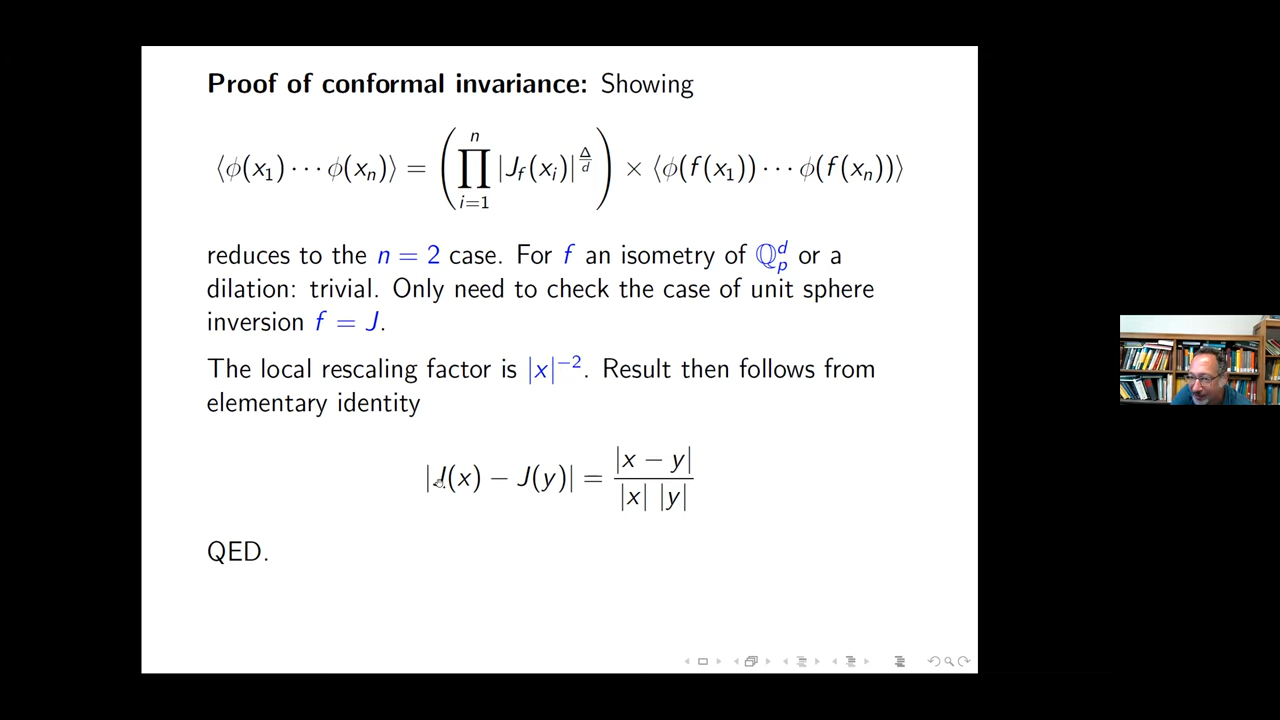 Proof of conformal invariance: Showing
⟨ϕ(x₁) ··· ϕ(xₙ)⟩ = (∏ᵢ₌₁ⁿ |J_f(xᵢ)|^{Δ/d}) × ⟨ϕ(f(x₁)) ··· ϕ(f(xₙ))⟩
reduces to the n = 2 case. For f an isometry of ℚ_p^d or a
dilation: trivial. Only need to check the case of unit sphere
inversion f = J.
The local rescaling factor is |x|⁻². Result then follows from
elementary identity
|J(x) − J(y)| = |x − y| / |x| |y|
QED.